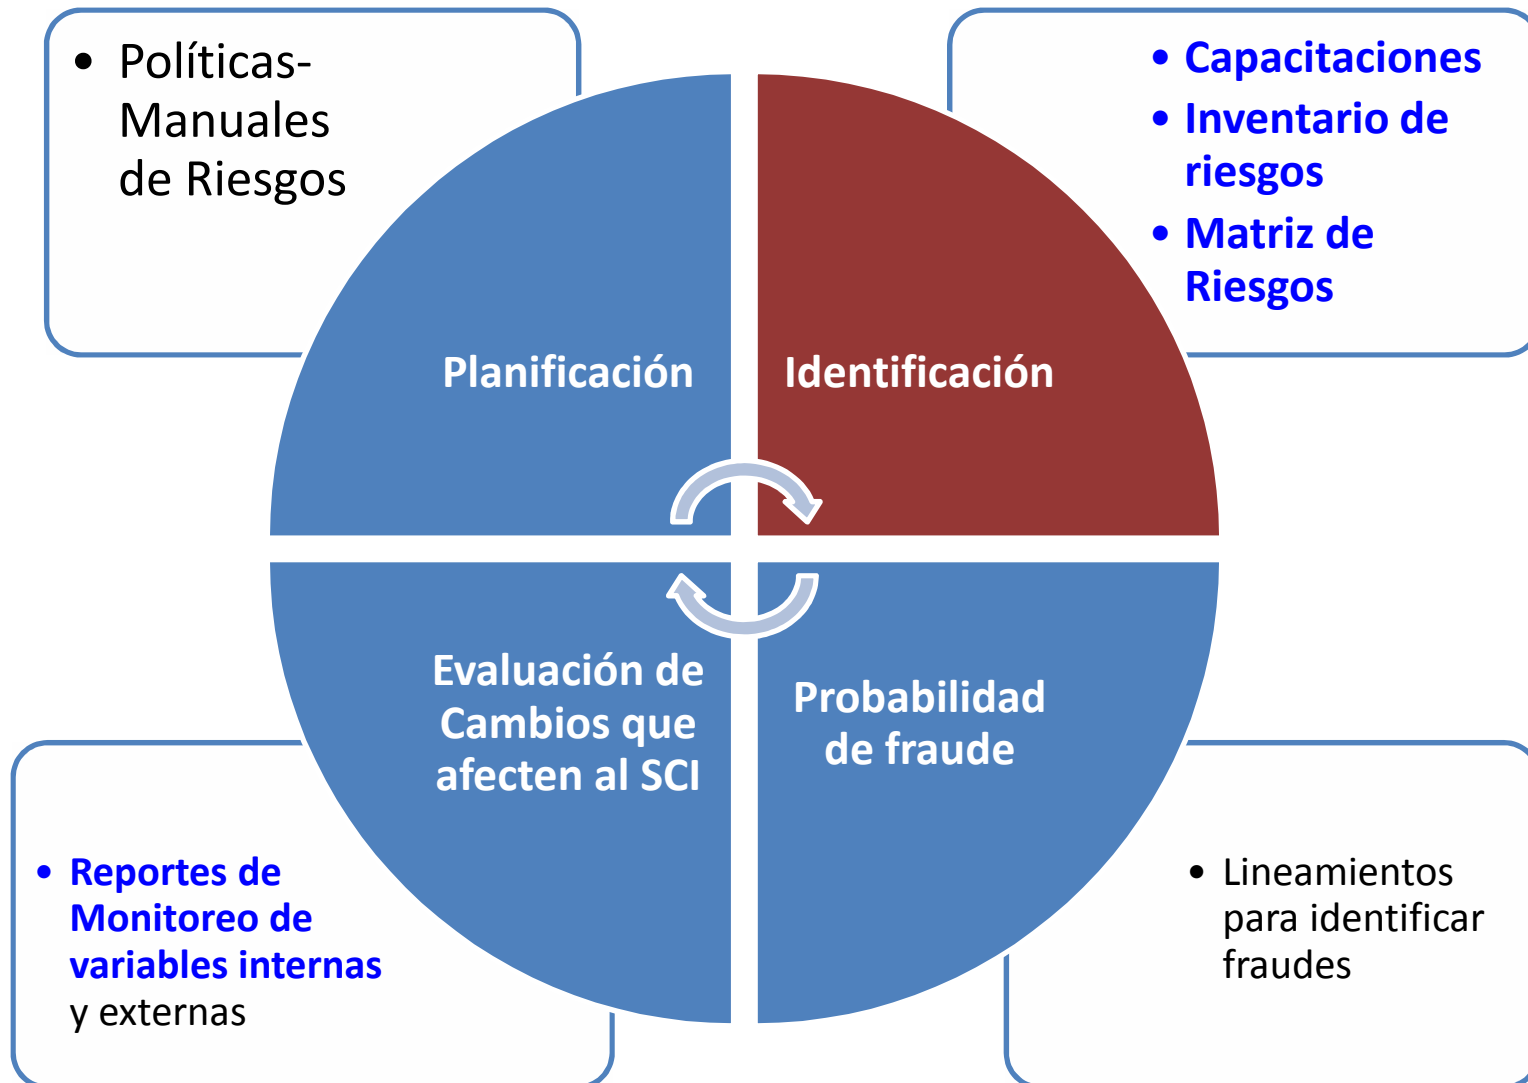 • Políticas-
Manuales
de Riesgos
• Capacitaciones
• Inventario de
riesgos
• Matriz de
Riesgos
Planificación
Identificación
Evaluación de
Cambios que
afecten al SCI
Probabilidad
de fraude
• Reportes de
Monitoreo de
variables internas
y externas
• Lineamientos
para identificar
fraudes